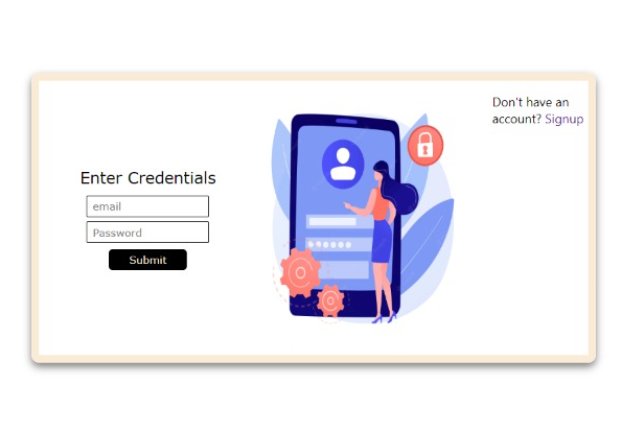 Don't have an
account? Signup
Enter Credentials
email
Password
Submit